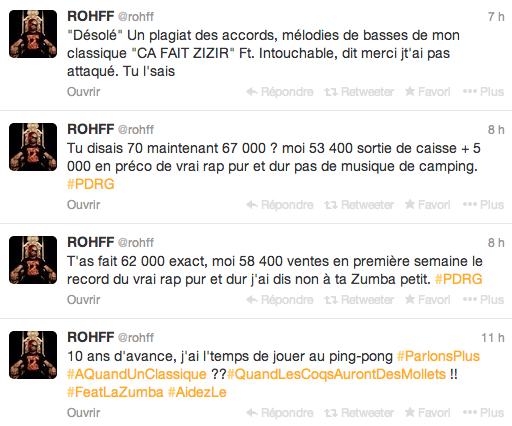 ROHFF @rohff 7 h
"Désolé" Un plagiat des accords, mélodies de basses de mon
classique "CA FAIT ZIZIR" Ft. Intouchable, dit merci jt'ai pas
attaqué. Tu l'sais
Ouvrir Répondre Retweeter Favori Plus
ROHFF @rohff 8 h
Tu disais 70 maintenant 67 000 ? moi 53 400 sortie de caisse + 5
000 en préco de vrai rap pur et dur pas de musique de camping.
#PDRG
Ouvrir Répondre Retweeter Favori Plus
ROHFF @rohff 8 h
T'as fait 62 000 exact, moi 58 400 ventes en première semaine le
record du vrai rap pur et dur j'ai dis non à ta Zumba petit. #PDRG
Ouvrir Répondre Retweeter Favori Plus
ROHFF @rohff 11 h
10 ans d'avance, j'ai l'temps de jouer au ping-pong #ParlonsPlus
#AQuandUnClassique ??#QuandLesCoqsAurontDesMollets !!
#FeatLaZumba #AidezLe
Ouvrir Répondre Retweeter Favori Plus